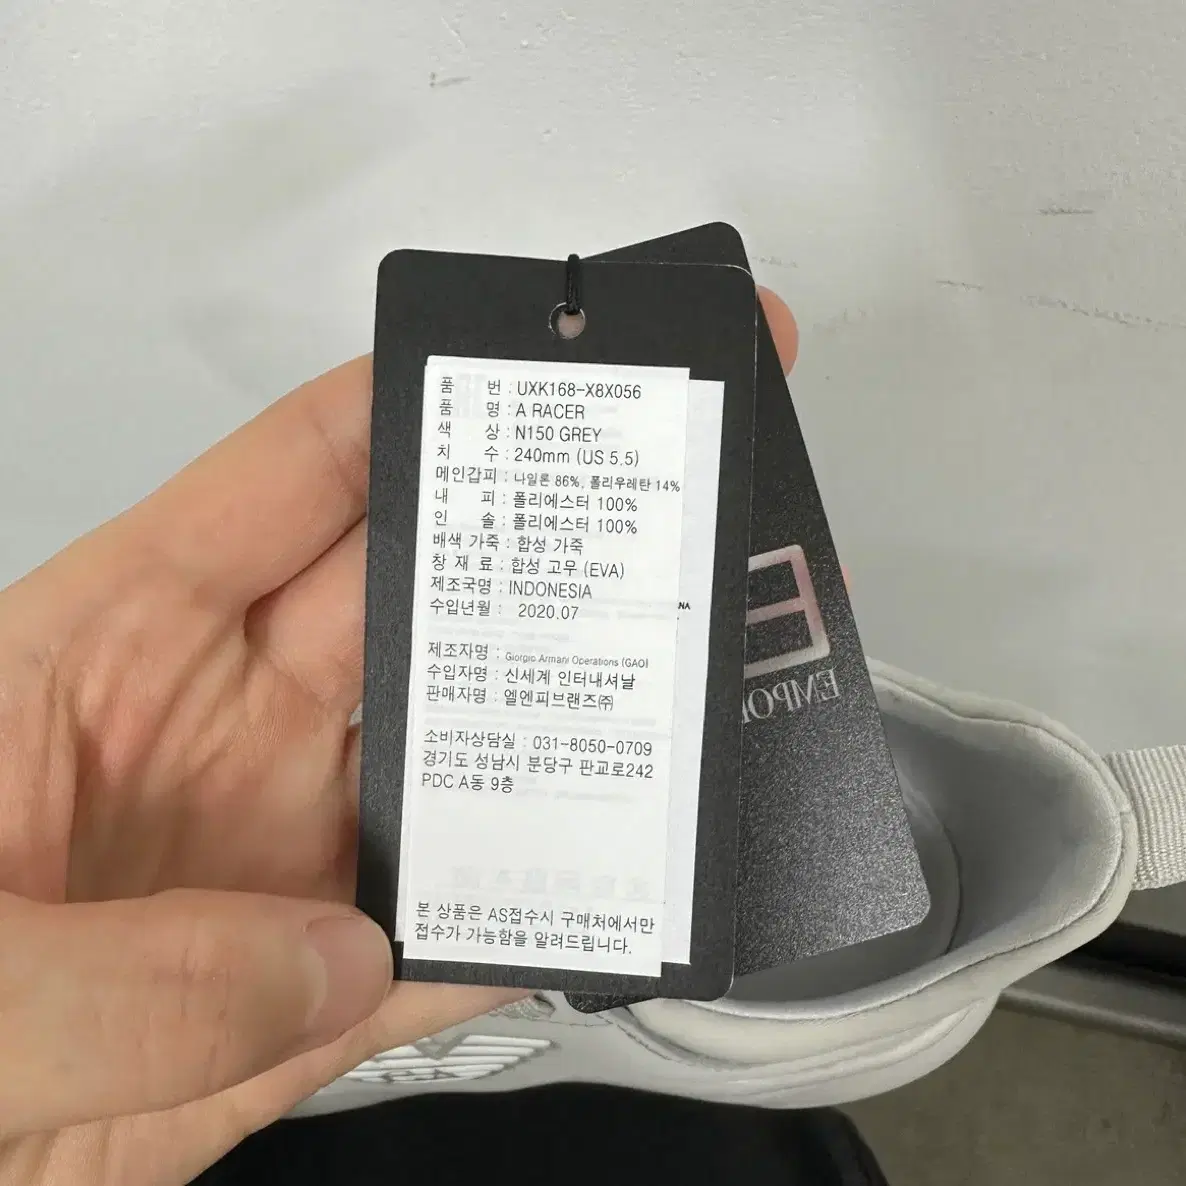 품 번 : UXK168-X8X056
품 명 : A RACER
색 상 : N150 GREY
치 수 : 240mm (US 5.5)
메인갑피 : 나일론 86%, 폴리우레탄 14%
내 피 : 폴리에스터 100%
인 솔 : 폴리에스터 100%
배색 가죽 : 합성 가죽
창 재 료 : 합성 고무 (EVA)
제조국명 : INDONESIA
수입년월 : 2020.07
제조자명 : Giorgio Armani Operations (GAO)
수입자명 : 신세계 인터내셔날
판매자명 : 엘엔피브랜즈㈜
소비자상담실 : 031-8050-0709
경기도 성남시 분당구 판교로242
PDC A동 9층
본 상품은 AS접수시 구매처에서만
접수가 가능함을 알려드립니다.
EMPO